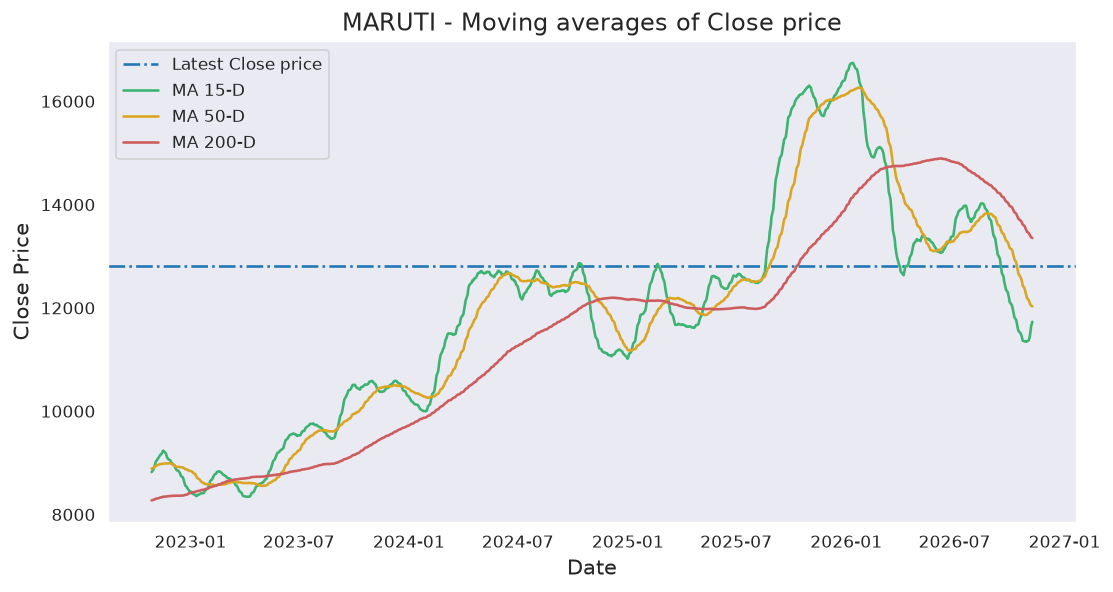 MARUTI - Moving averages of Close price
Latest Close price
MA 15-D
MA 50-D
MA 200-D
Close Price
16000
14000
12000
10000
8000
2023-01 2023-07 2024-01 2024-07 2025-01 2025-07 2026-01 2026-07 2027-01
Date